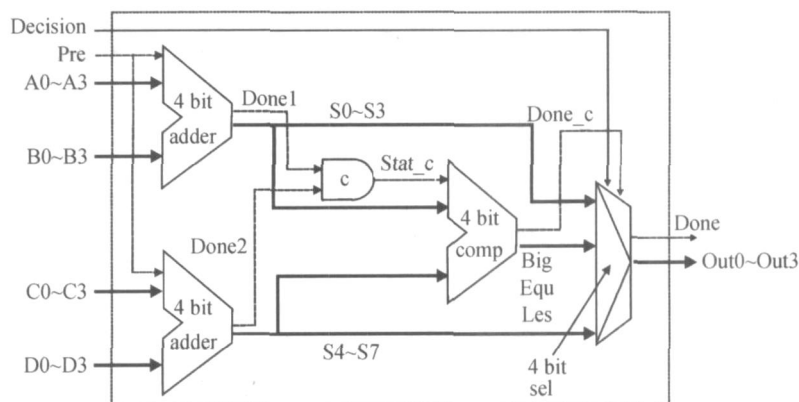 Decision
Pre
A0~A3
B0~B3
4 bit
adder
Done1
S0~S3
Done_c
Stat_c
c
4 bit
comp
Done2
C0~C3
D0~D3
4 bit
adder
S4~S7
Big
Equ
Les
4 bit
sel
Done
Out0~Out3